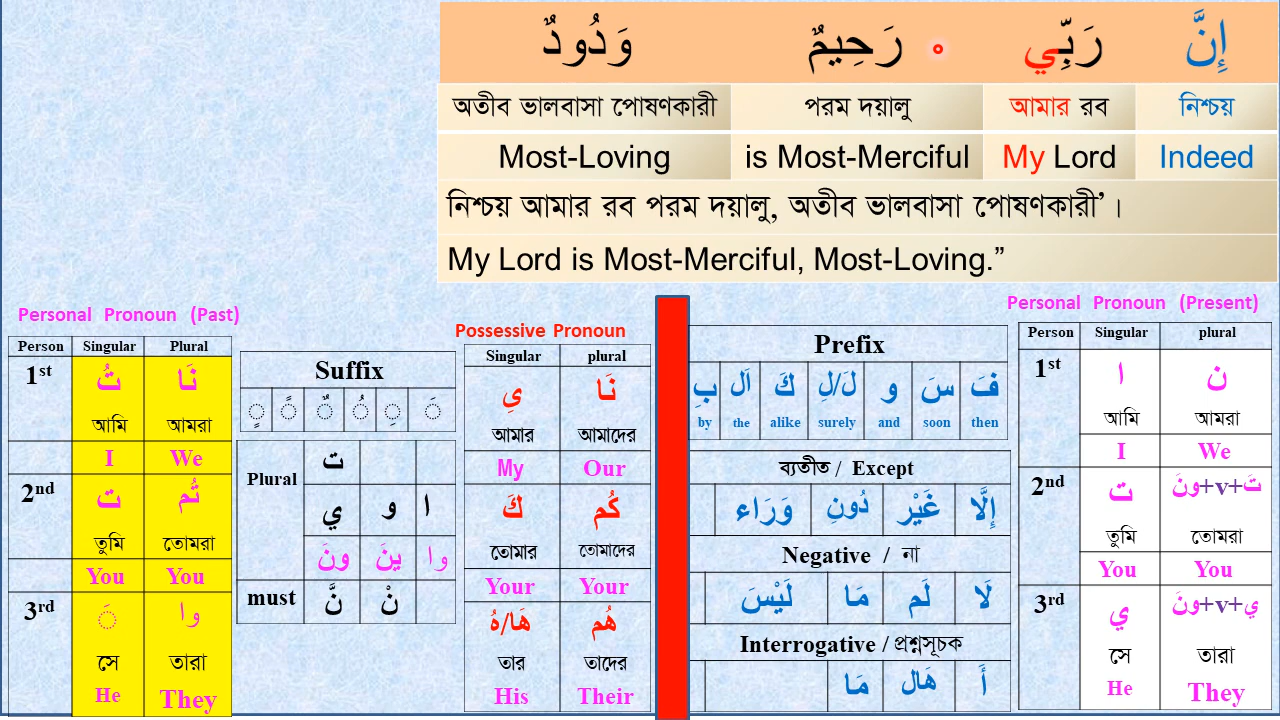 إِنَّ رَبِّي رَحِيمٌ وَدُودٌ
অতীব ভালবাসা পোষণকারী পরম দয়ালু আমার রব নিশ্চয়
Most-Loving is Most-Merciful My Lord Indeed
নিশ্চয় আমার রব পরম দয়ালু, অতীব ভালবাসা পোষণকারী’।
My Lord is Most-Merciful, Most-Loving.”
Personal Pronoun (Past)
Person Singular Plural
1st تُ نَا
আমি আমরা
I We
2nd ت تُم
তুমি তোমরা
You You
3rd َ وا
সে তারা
He They
Suffix
ٍ ً ٌ ُ ِ َ
Plural ت
ي و ا
ونَ ينَ وا
must نَّ نْ
Possessive Pronoun
Singular plural
يِ نَا
আমার আমাদের
My Our
كَ كُم
তোমার তোমাদের
Your Your
هَا/هُ هُم
তার তাদের
His Their
Prefix
بِ اَل كَ لَ/لِ و سَ فَ
by the alike surely and soon then
ব্যতীত / Except
وَرَاء دُونِ غَيْر إِلَّا
Negative / না
لَيْسَ مَا لَم لَا
Interrogative / প্রশ্নসূচক
مَا هَال أَ
Personal Pronoun (Present)
Person Singular plural
1st ا ن
আমি আমরা
I We
2nd ت تَ+v+ونَ
তুমি তোমরা
You You
3rd ي ي+v+ونَ
সে তারা
He They